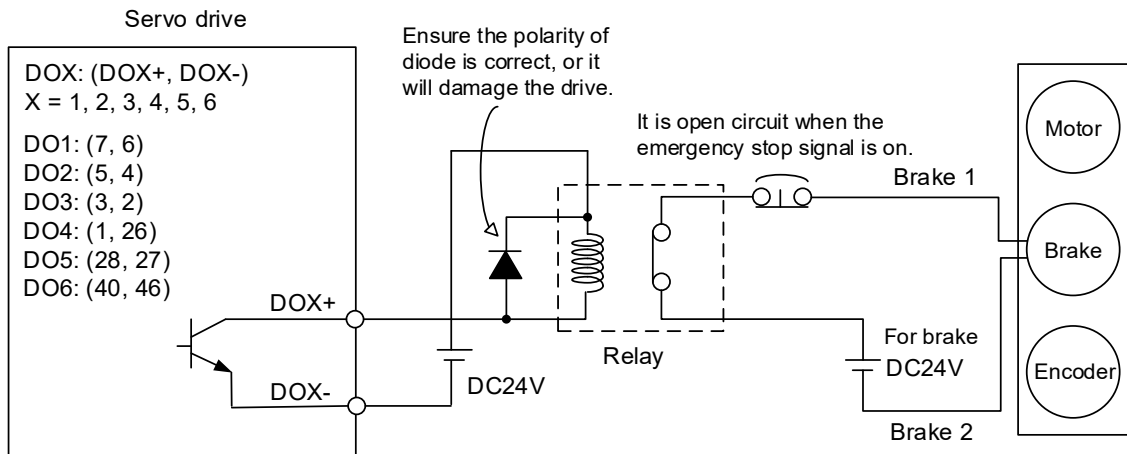 Servo drive
DOX: (DOX+, DOX-)
X = 1, 2, 3, 4, 5, 6
DO1: (7, 6)
DO2: (5, 4)
DO3: (3, 2)
DO4: (1, 26)
DO5: (28, 27)
DO6: (40, 46)
DOX+
DOX-
Ensure the polarity of
diode is correct, or it
will damage the drive.
DC24V
Relay
It is open circuit when the
emergency stop signal is on.
Brake 1
For brake
DC24V
Brake 2
Motor
Brake
Encoder